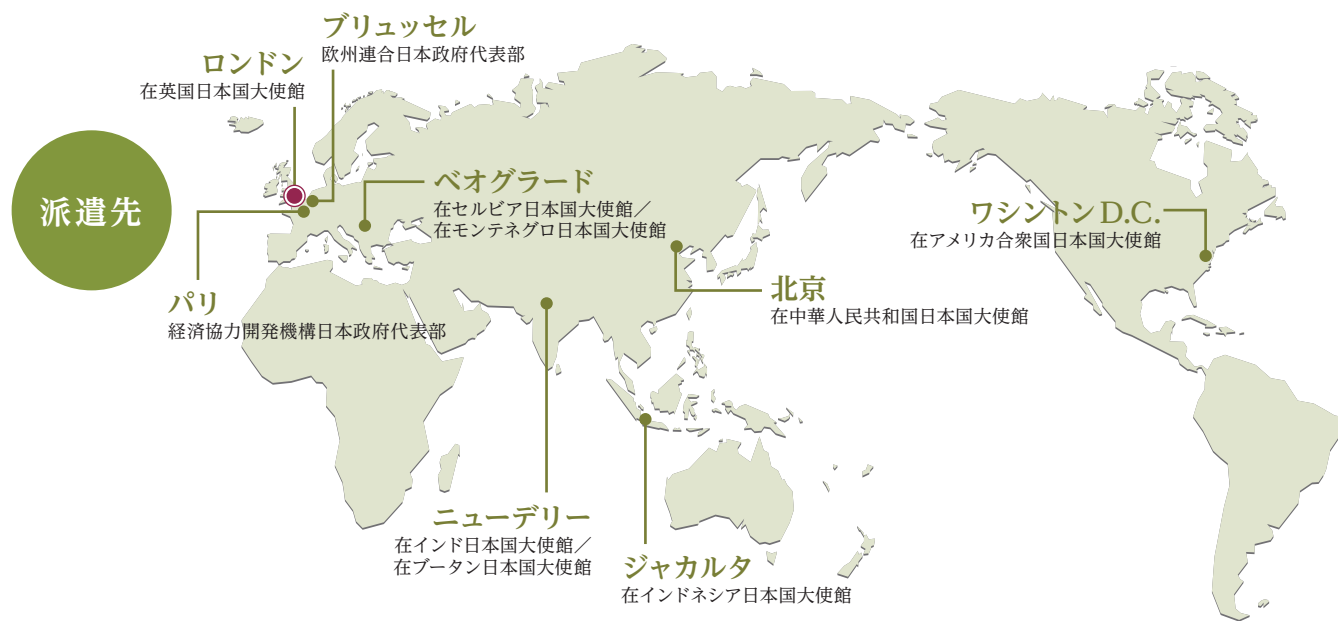 派遣先
ブリュッセル
欧州連合日本政府代表部
ロンドン
在英国日本国大使館
ベオグラード
在セルビア日本国大使館／
在モンテネグロ日本国大使館
ワシントンD.C.
在アメリカ合衆国日本国大使館
パリ
経済協力開発機構日本政府代表部
北京
在中華人民共和国日本国大使館
ニューデリー
在インド日本国大使館／
在ブータン日本国大使館
ジャカルタ
在インドネシア日本国大使館